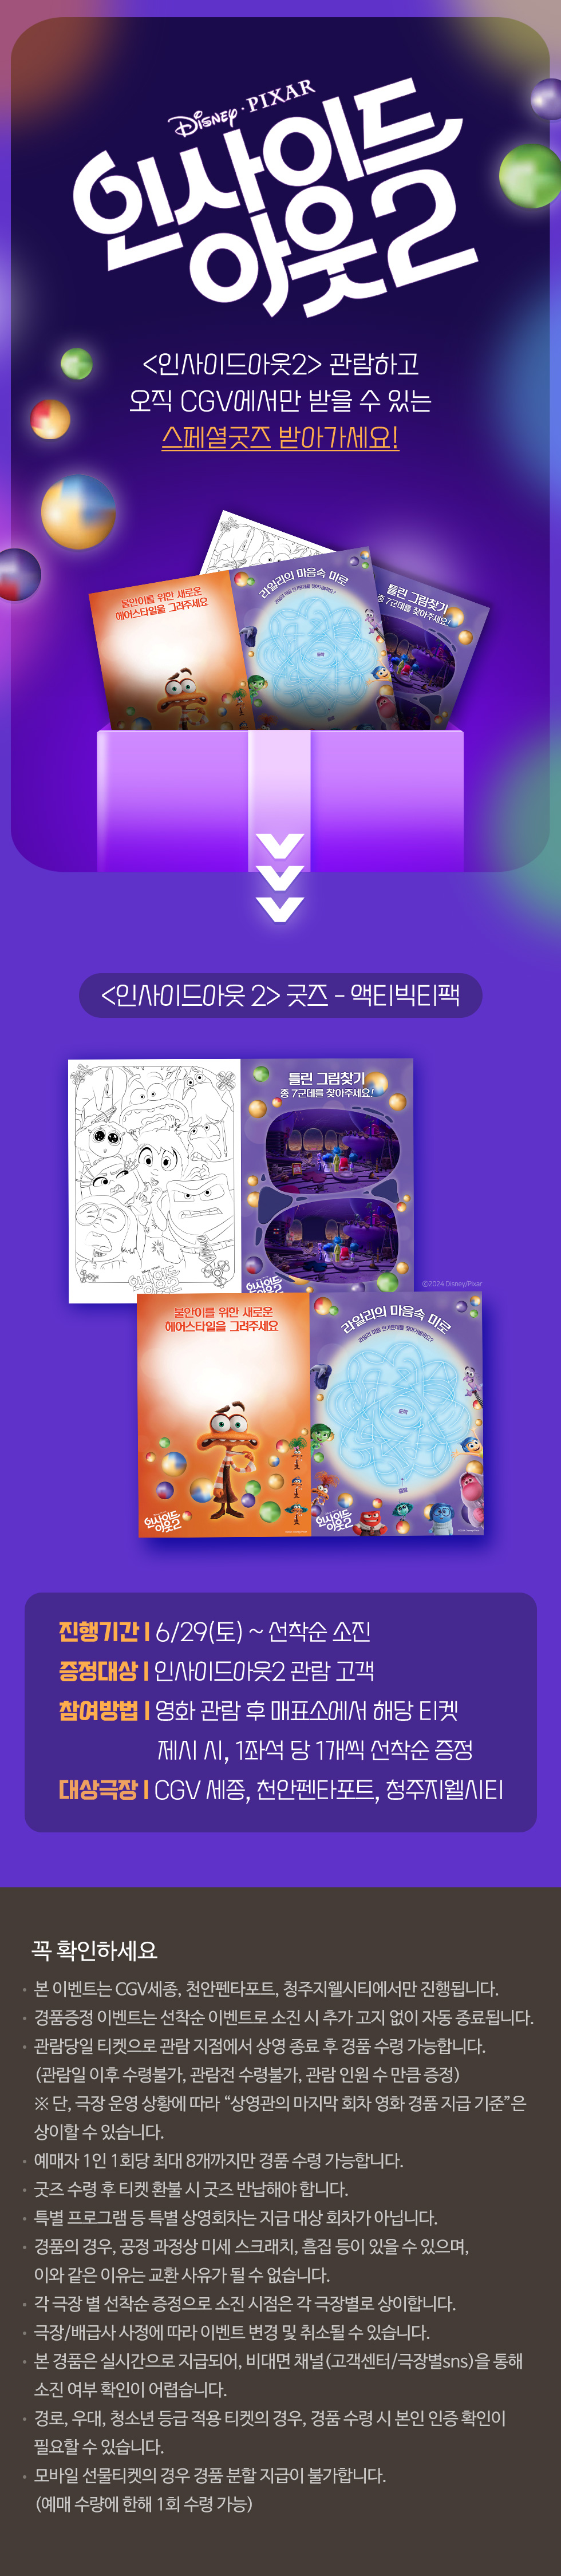 Disney · PIXAR
인사이드
아웃2
<인사이드아웃2> 관람하고
오직 CGV에서만 받을 수 있는
스페셜굿즈 받아가세요!
불안이를 위한 새로운
헤어스타일을 그려주세요
라일리의 마음속 미로
틀린 그림찾기
총 7군데를 찾아주세요!
<인사이드아웃 2> 굿즈 - 액티빅티팩
틀린 그림찾기
총 7군데를 찾아주세요!
인사이드
아웃2
인사이드
아웃2
©2024 Disney/Pixar
불안이를 위한 새로운
헤어스타일을 그려주세요
라일리의 마음속 미로
도착
출발
인사이드
아웃2
인사이드
아웃2
진행기간 | 6/29(토) ~ 선착순 소진
증정대상 | 인사이드아웃2 관람 고객
참여방법 | 영화 관람 후 매표소에서 해당 티켓
제시 시, 1좌석 당 1개씩 선착순 증정
대상극장 | CGV 세종, 천안펜타포트, 청주지웰시티
꼭 확인하세요
· 본 이벤트는 CGV세종, 천안펜타포트, 청주지웰시티에서만 진행됩니다.
· 경품증정 이벤트는 선착순 이벤트로 소진 시 추가 고지 없이 자동 종료됩니다.
· 관람당일 티켓으로 관람 지점에서 상영 종료 후 경품 수령 가능합니다.
(관람일 이후 수령불가, 관람전 수령불가, 관람 인원 수 만큼 증정)
※ 단, 극장 운영 상황에 따라 “상영관의 마지막 회차 영화 경품 지급 기준”은
상이할 수 있습니다.
· 예매자 1인 1회당 최대 8개까지만 경품 수령 가능합니다.
· 굿즈 수령 후 티켓 환불 시 굿즈 반납해야 합니다.
· 특별 프로그램 등 특별 상영회차는 지급 대상 회차가 아닙니다.
· 경품의 경우, 공정 과정상 미세 스크래치, 흠집 등이 있을 수 있으며,
이와 같은 이유는 교환 사유가 될 수 없습니다.
· 각 극장 별 선착순 증정으로 소진 시점은 각 극장별로 상이합니다.
· 극장/배급사 사정에 따라 이벤트 변경 및 취소될 수 있습니다.
· 본 경품은 실시간으로 지급되어, 비대면 채널(고객센터/극장별sns)을 통해
소진 여부 확인이 어렵습니다.
· 경로, 우대, 청소년 등급 적용 티켓의 경우, 경품 수령 시 본인 인증 확인이
필요할 수 있습니다.
· 모바일 선물티켓의 경우 경품 분할 지급이 불가합니다.
(예매 수량에 한해 1회 수령 가능)